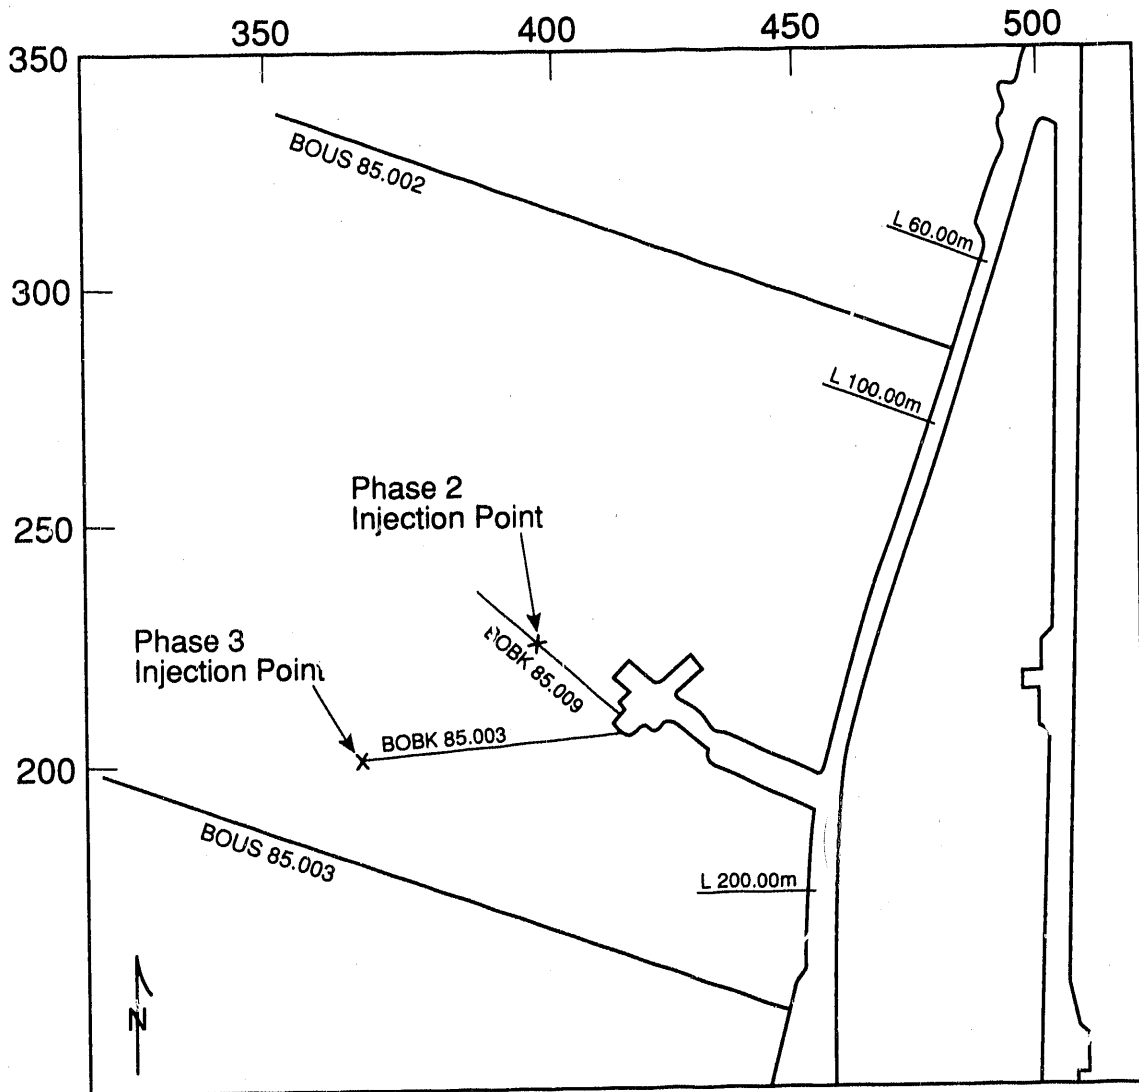 350 400 450 500
350
BOUS 85.002
L 60.00m
300
L 100.00m
Phase 2
Injection Point
250
BOBK 85.009
Phase 3
Injection Point
BOBK 85.003
200
BOUS 85.003
L 200.00m
N